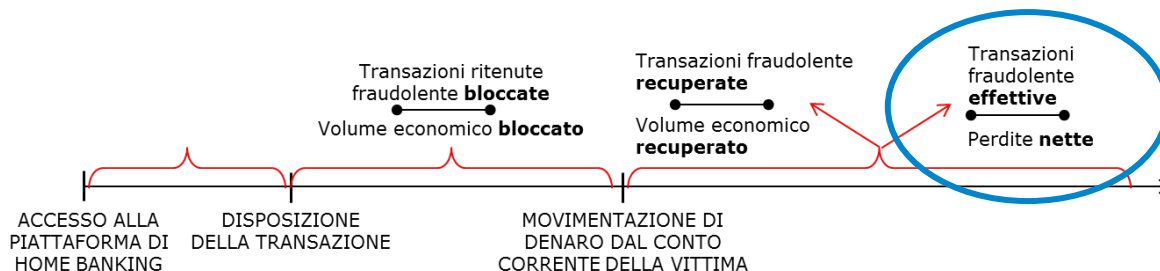 Transazioni ritenute
fraudolente bloccate
Volume economico bloccato
Transazioni fraudolente
recuperate
Volume economico
recuperato
Transazioni
fraudolente
effettive
Perdite nette
ACCESSO ALLA
PIATTAFORMA DI
HOME BANKING
DISPOSIZIONE
DELLA TRANSAZIONE
MOVIMENTAZIONE DI
DENARO DAL CONTO
CORRENTE DELLA VITTIMA